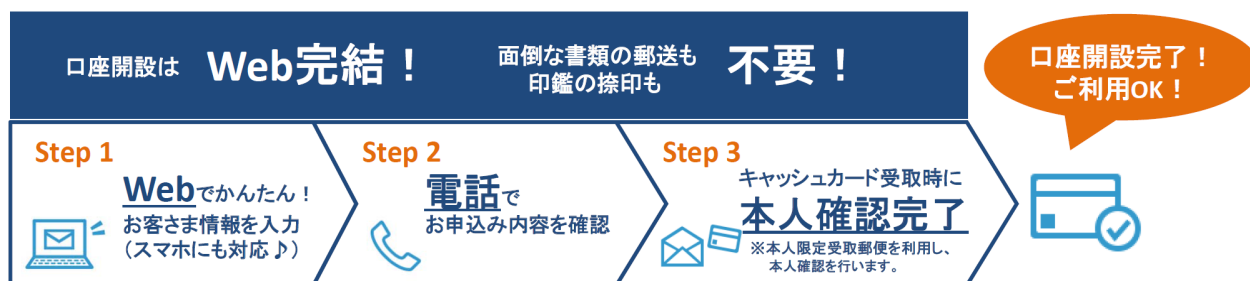 口座開設は Web完結！
面倒な書類の郵送も
印鑑の捺印も
不要！
口座開設完了！
ご利用OK！
Step 1
Webでかんたん！
お客さま情報を入力
（スマホにも対応♪）
Step 2
電話で
お申込み内容を確認
Step 3
キャッシュカード受取時に
本人確認完了
※本人限定受取郵便を利用し、
本人確認を行います。